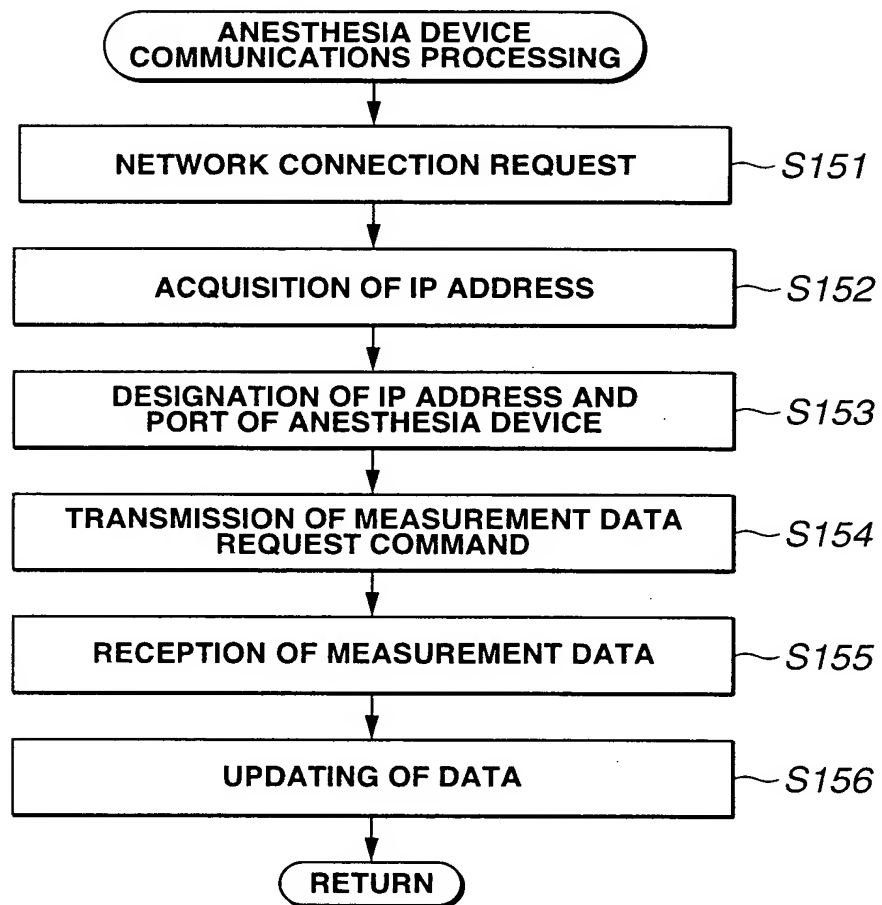 ANESTHESIA DEVICE
COMMUNICATIONS PROCESSING
NETWORK CONNECTION REQUEST
S151
ACQUISITION OF IP ADDRESS
S152
DESIGNATION OF IP ADDRESS AND
PORT OF ANESTHESIA DEVICE
S153
TRANSMISSION OF MEASUREMENT DATA
REQUEST COMMAND
S154
RECEPTION OF MEASUREMENT DATA
S155
UPDATING OF DATA
S156
RETURN